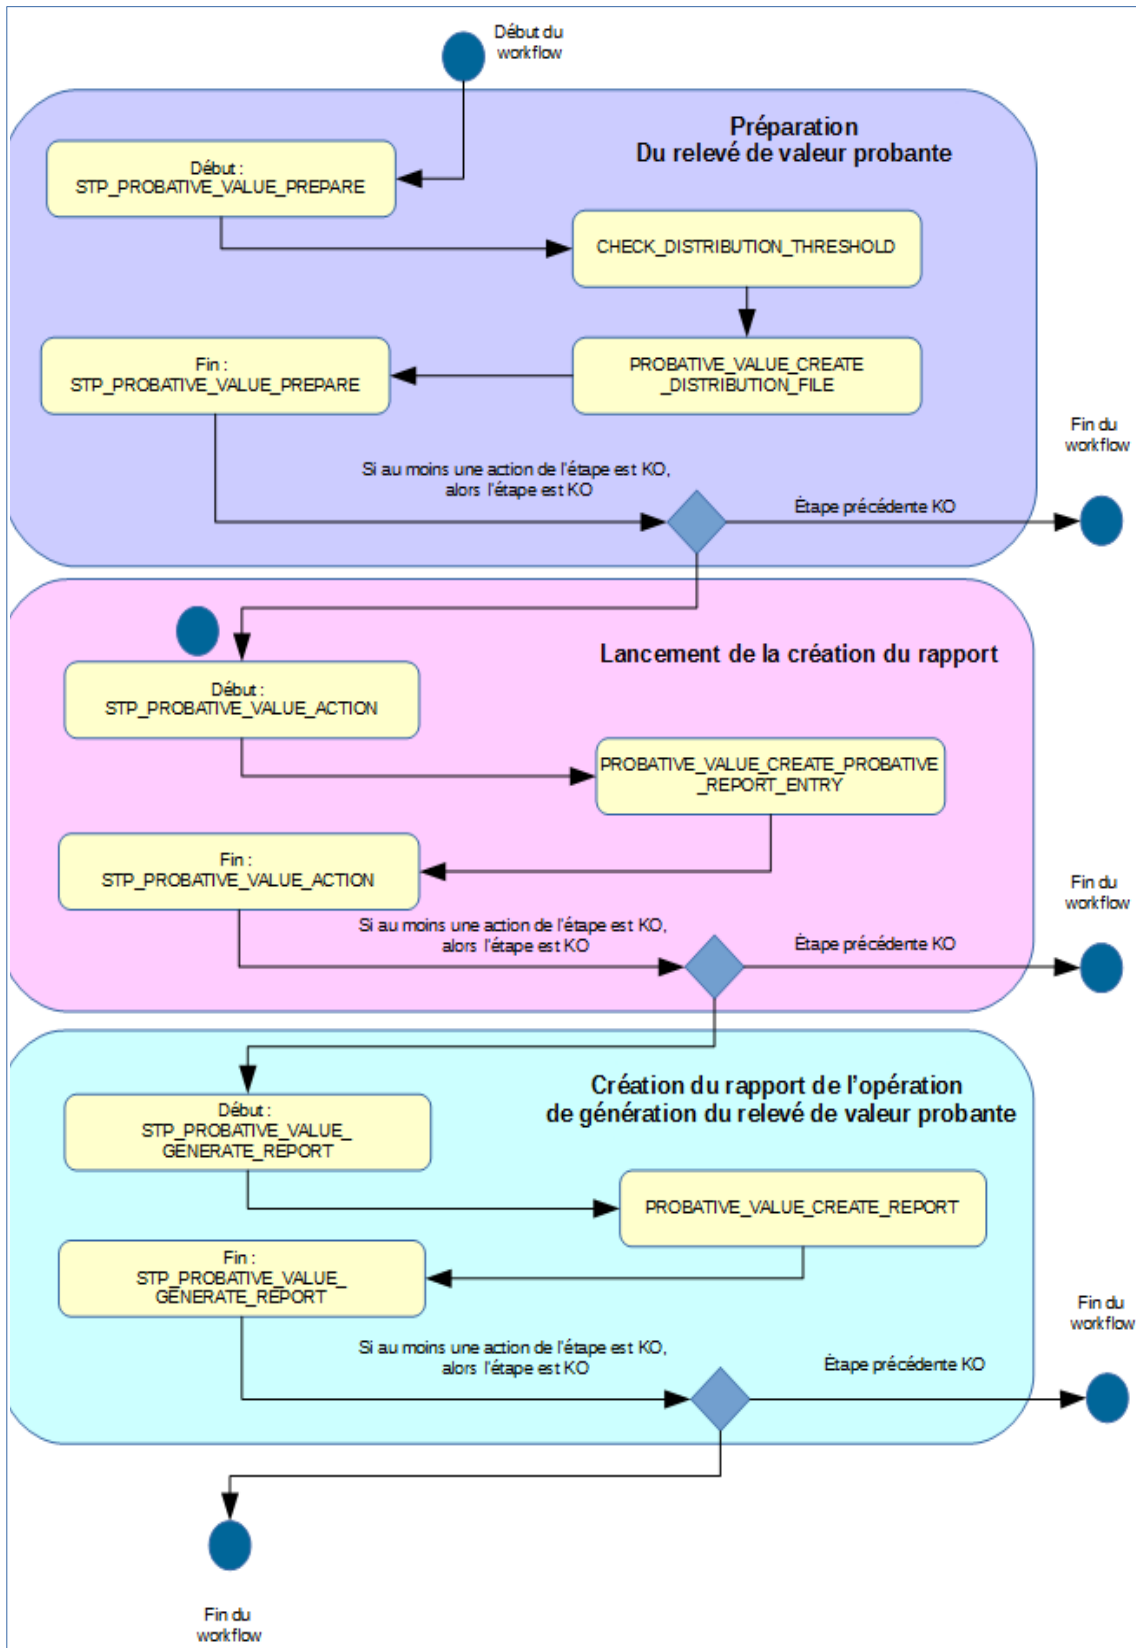 Début du
workflow
Préparation
Du relevé de valeur probante
Début :
STP_PROBATIVE_VALUE_PREPARE
CHECK_DISTRIBUTION_THRESHOLD
Fin :
STP_PROBATIVE_VALUE_PREPARE
PROBATIVE_VALUE_CREATE
_DISTRIBUTION_FILE
Fin du
workflow
Si au moins une action de l'étape est KO,
alors l'étape est KO
Étape précédente KO
Lancement de la création du rapport
Début :
STP_PROBATIVE_VALUE_ACTION
PROBATIVE_VALUE_CREATE_PROBATIVE
_REPORT_ENTRY
Fin :
STP_PROBATIVE_VALUE_ACTION
Fin du
workflow
Si au moins une action de l'étape est KO,
alors l'étape est KO
Étape précédente KO
Création du rapport de l'opération
de génération du relevé de valeur probante
Début :
STP_PROBATIVE_VALUE_
GENERATE_REPORT
PROBATIVE_VALUE_CREATE_REPORT
Fin :
STP_PROBATIVE_VALUE_
GENERATE_REPORT
Fin du
workflow
Si au moins une action de l'étape est KO,
alors l'étape est KO
Étape précédente KO
Fin du
workflow